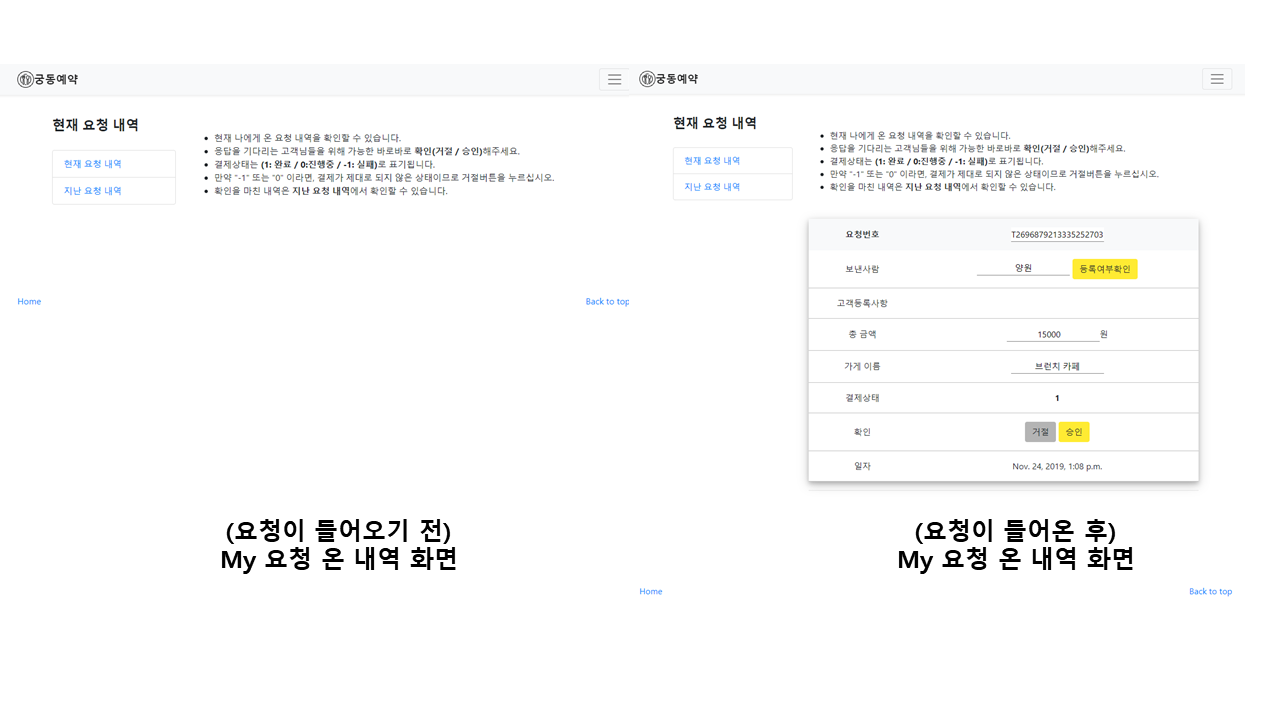 궁동예약
현재 요청 내역
현재 요청 내역
지난 요청 내역
현재 나에게 온 요청 내역을 확인할 수 있습니다.
응답을 기다리는 고객님들을 위해 가능한 바로바로 확인(거절 / 승인)해주세요.
결제상태는 (1: 완료 / 0:진행중 / -1: 실패)로 표기됩니다.
만약 "-1" 또는 "0" 이라면, 결제가 제대로 되지 않은 상태이므로 거절버튼을 누르십시오.
확인을 마친 내역은 지난 요청 내역에서 확인할 수 있습니다.
Home
Back to top
(요청이 들어오기 전)
My 요청 온 내역 화면
궁동예약
현재 요청 내역
현재 요청 내역
지난 요청 내역
현재 나에게 온 요청 내역을 확인할 수 있습니다.
응답을 기다리는 고객님들을 위해 가능한 바로바로 확인(거절 / 승인)해주세요.
결제상태는 (1: 완료 / 0:진행중 / -1: 실패)로 표기됩니다.
만약 "-1" 또는 "0" 이라면, 결제가 제대로 되지 않은 상태이므로 거절버튼을 누르십시오.
확인을 마친 내역은 지난 요청 내역에서 확인할 수 있습니다.
요청번호 T2696879213335252703
보낸사람 양원 등록여부확인
고객등록사항
총 금액 15000 원
가게 이름 브런치 카페
결제상태 1
확인 거절 승인
일자 Nov. 24, 2019, 1:08 p.m.
(요청이 들어온 후)
My 요청 온 내역 화면
Home
Back to top